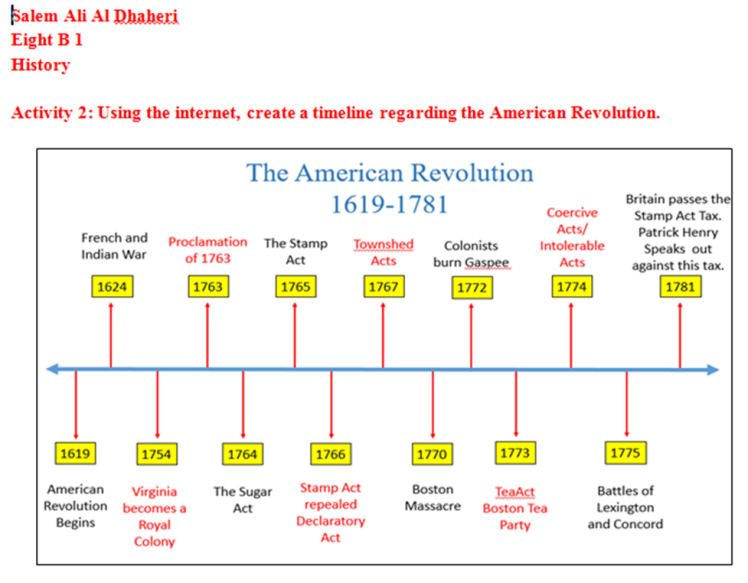 Salem Ali Al Dhaheri
Eight B 1
History
Activity 2: Using the internet, create a timeline regarding the American Revolution.
The American Revolution
1619-1781
French and
Indian War
1624
Proclamation
of 1763
1763
The Stamp
Act
1765
Townshed
Acts
1767
Colonists
burn Gaspee
1772
Coercive
Acts/
Intolerable
Acts
1774
Britain passes the
Stamp Act Tax.
Patrick Henry
Speaks out
against this tax.
1781
1619
American
Revolution
Begins
1754
Virginia
becomes a
Royal
Colony
1764
The Sugar
Act
1766
Stamp Act
repealed
Declaratory
Act
1770
Boston
Massacre
1773
TeaAct
Boston Tea
Party
1775
Battles of
Lexington
and Concord